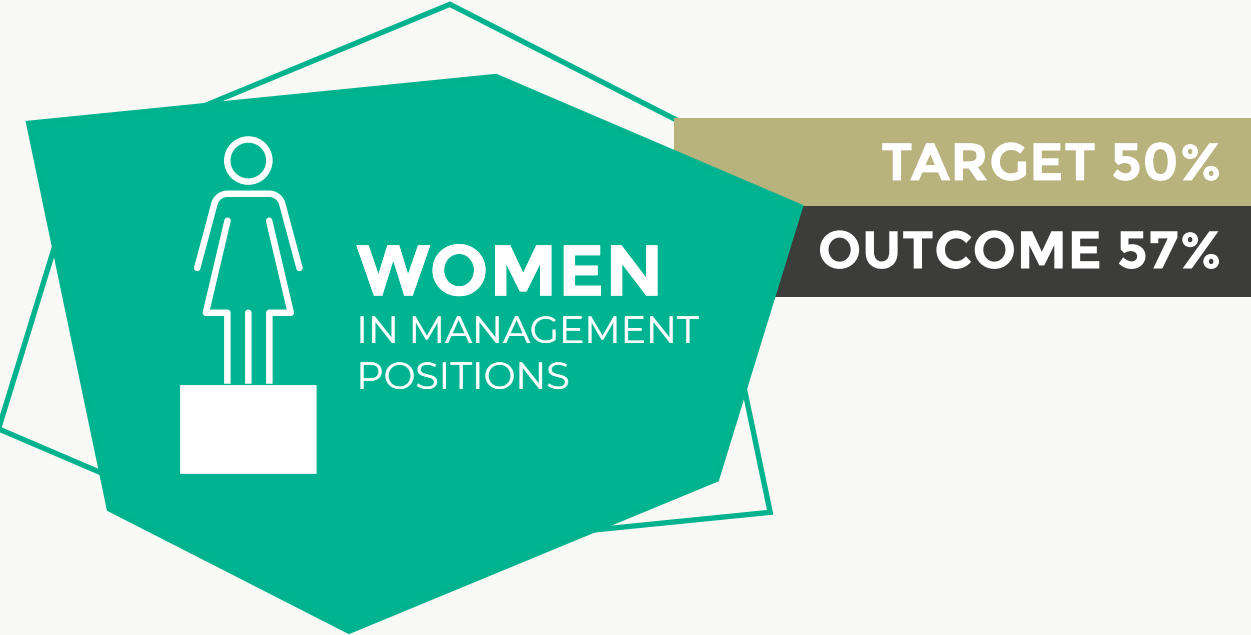 TARGET 50%
OUTCOME 57%
WOMEN
IN MANAGEMENT
POSITIONS